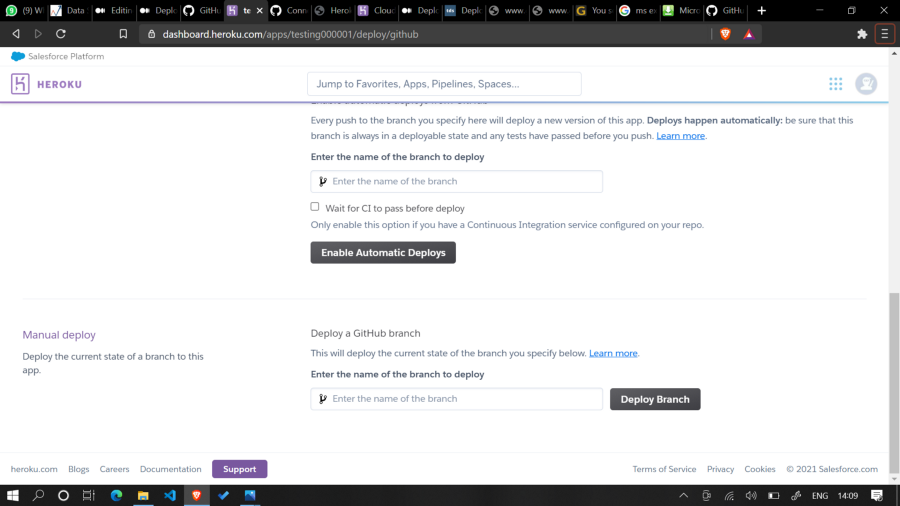 (9) W
Data
Editin
Deplo
GitHu
te
Conn
Herok
Cloud
Deplo
Deplo
www.
www.
You s
ms ex
Micro
GitHu
dashboard.heroku.com/apps/testing000001/deploy/github
Salesforce Platform
HEROKU
Jump to Favorites, Apps, Pipelines, Spaces...
Enable automatic deploys from GitHub
Every push to the branch you specify here will deploy a new version of this app. Deploys happen automatically: be sure that this
branch is always in a deployable state and any tests have passed before you push. Learn more.
Enter the name of the branch to deploy
Enter the name of the branch
Wait for CI to pass before deploy
Only enable this option if you have a Continuous Integration service configured on your repo.
Enable Automatic Deploys
Manual deploy
Deploy the current state of a branch to this
app.
Deploy a GitHub branch
This will deploy the current state of the branch you specify below. Learn more.
Enter the name of the branch to deploy
Enter the name of the branch
Deploy Branch
heroku.com Blogs Careers Documentation Support
Terms of Service Privacy Cookies © 2021 Salesforce.com
ENG 14:09